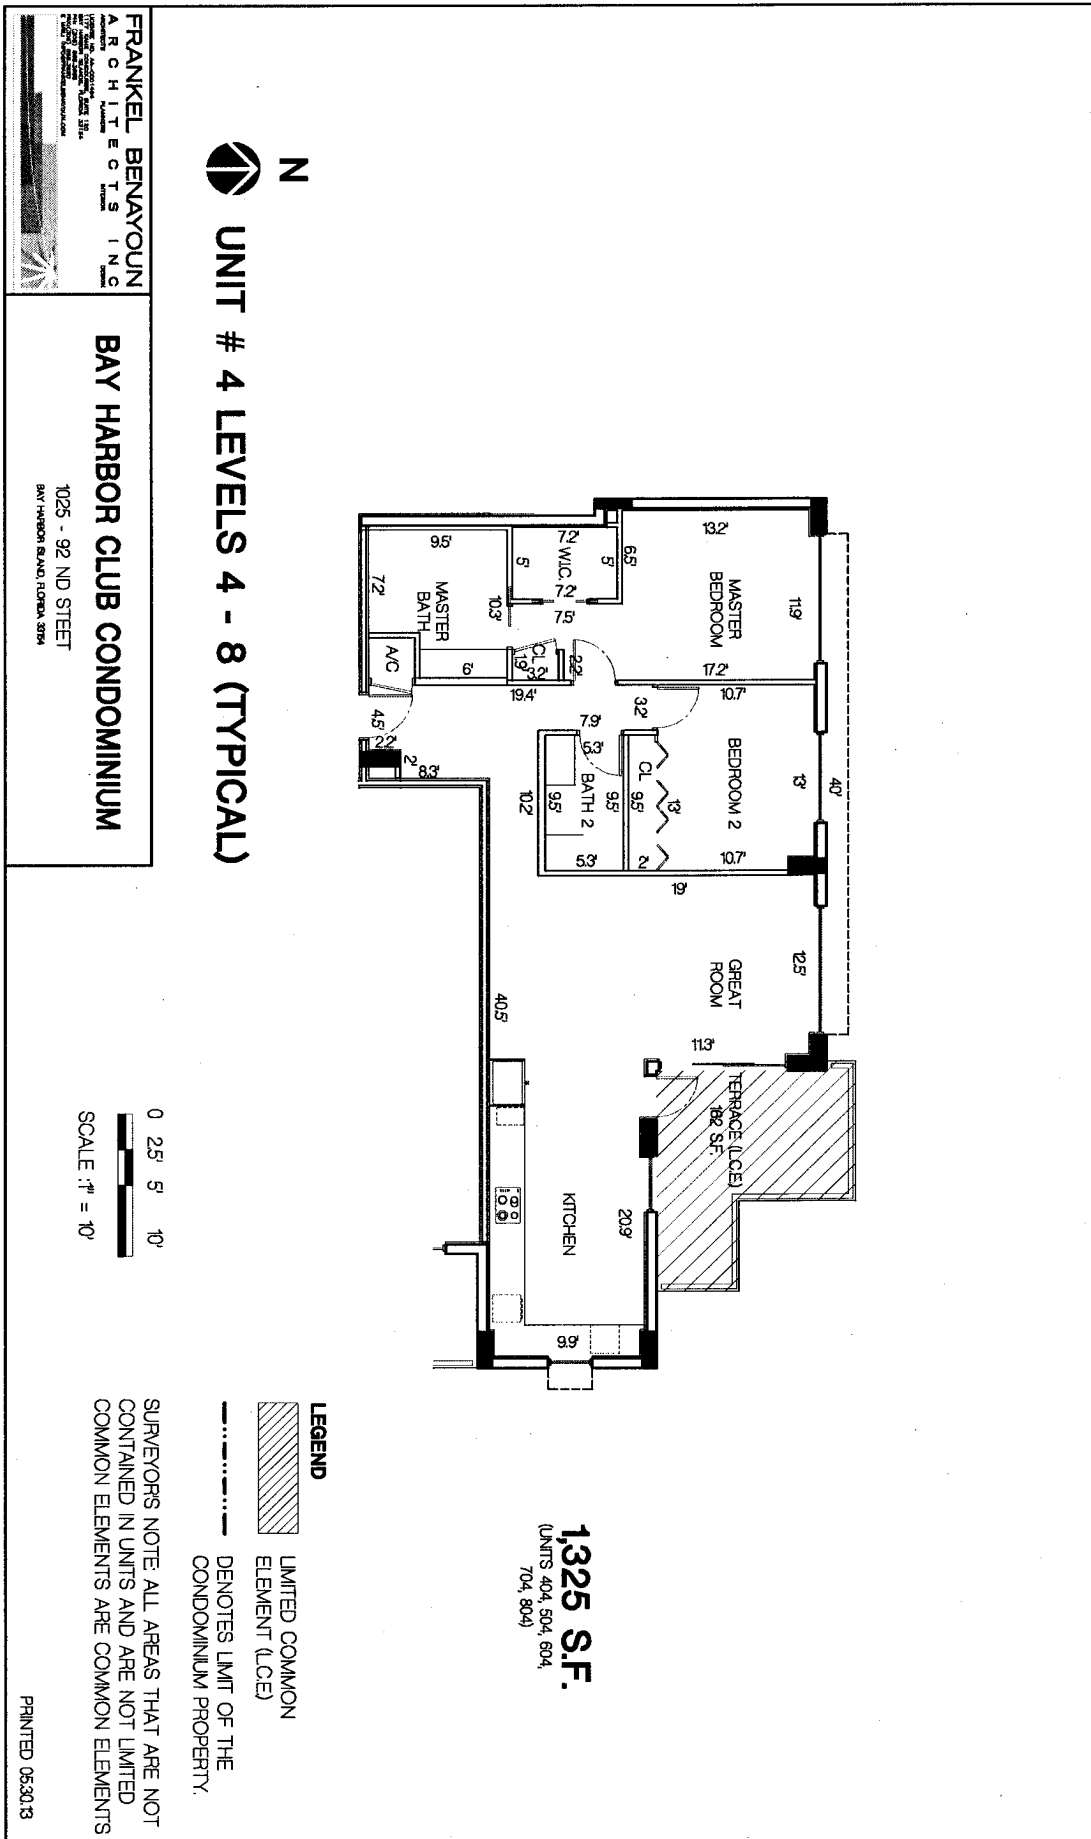 40'
13.2'
MASTER
BEDROOM
11.9'
17.2'
10.7'
BEDROOM 2
13'
10.7'
19'
GREAT
ROOM
12.5'
11.3'
TERRACE (L.C.E.)
182 S.F.
6.5'
7.2'
W.I.C.
5'
5'
7.2'
7.5'
CL
1.9'
3.2'
2.2'
3.2'
CL
13'
9.5'
2'
7.9'
5.3'
BATH 2
9.5'
9.5'
5.3'
10.2'
9.5'
MASTER
BATH
10.3'
7.2'
A/C
6'
19.4'
4.5'
2.2'
2'
8.3'
40.5'
KITCHEN
20.9'
9.9'
1,325 S.F.
(UNITS 404, 504, 604,
704, 804)
N
UNIT # 4 LEVELS 4 - 8 (TYPICAL)
LEGEND
LIMITED COMMON
ELEMENT (L.C.E.)
DENOTES LIMIT OF THE
CONDOMINIUM PROPERTY.
0 2.5' 5' 10'
SCALE : 1" = 10'
SURVEYOR'S NOTE: ALL AREAS THAT ARE NOT
CONTAINED IN UNITS AND ARE NOT LIMITED
COMMON ELEMENTS ARE COMMON ELEMENTS
FRANKEL BENAYOUN
ARCHITECTS INC
ARCHITECTS PLANNERS INTERIOR DESIGN
BAY HARBOR CLUB CONDOMINIUM
1025 - 92 ND STEET
BAY HARBOR ISLAND, FLORIDA 33154
PRINTED 05.30.13